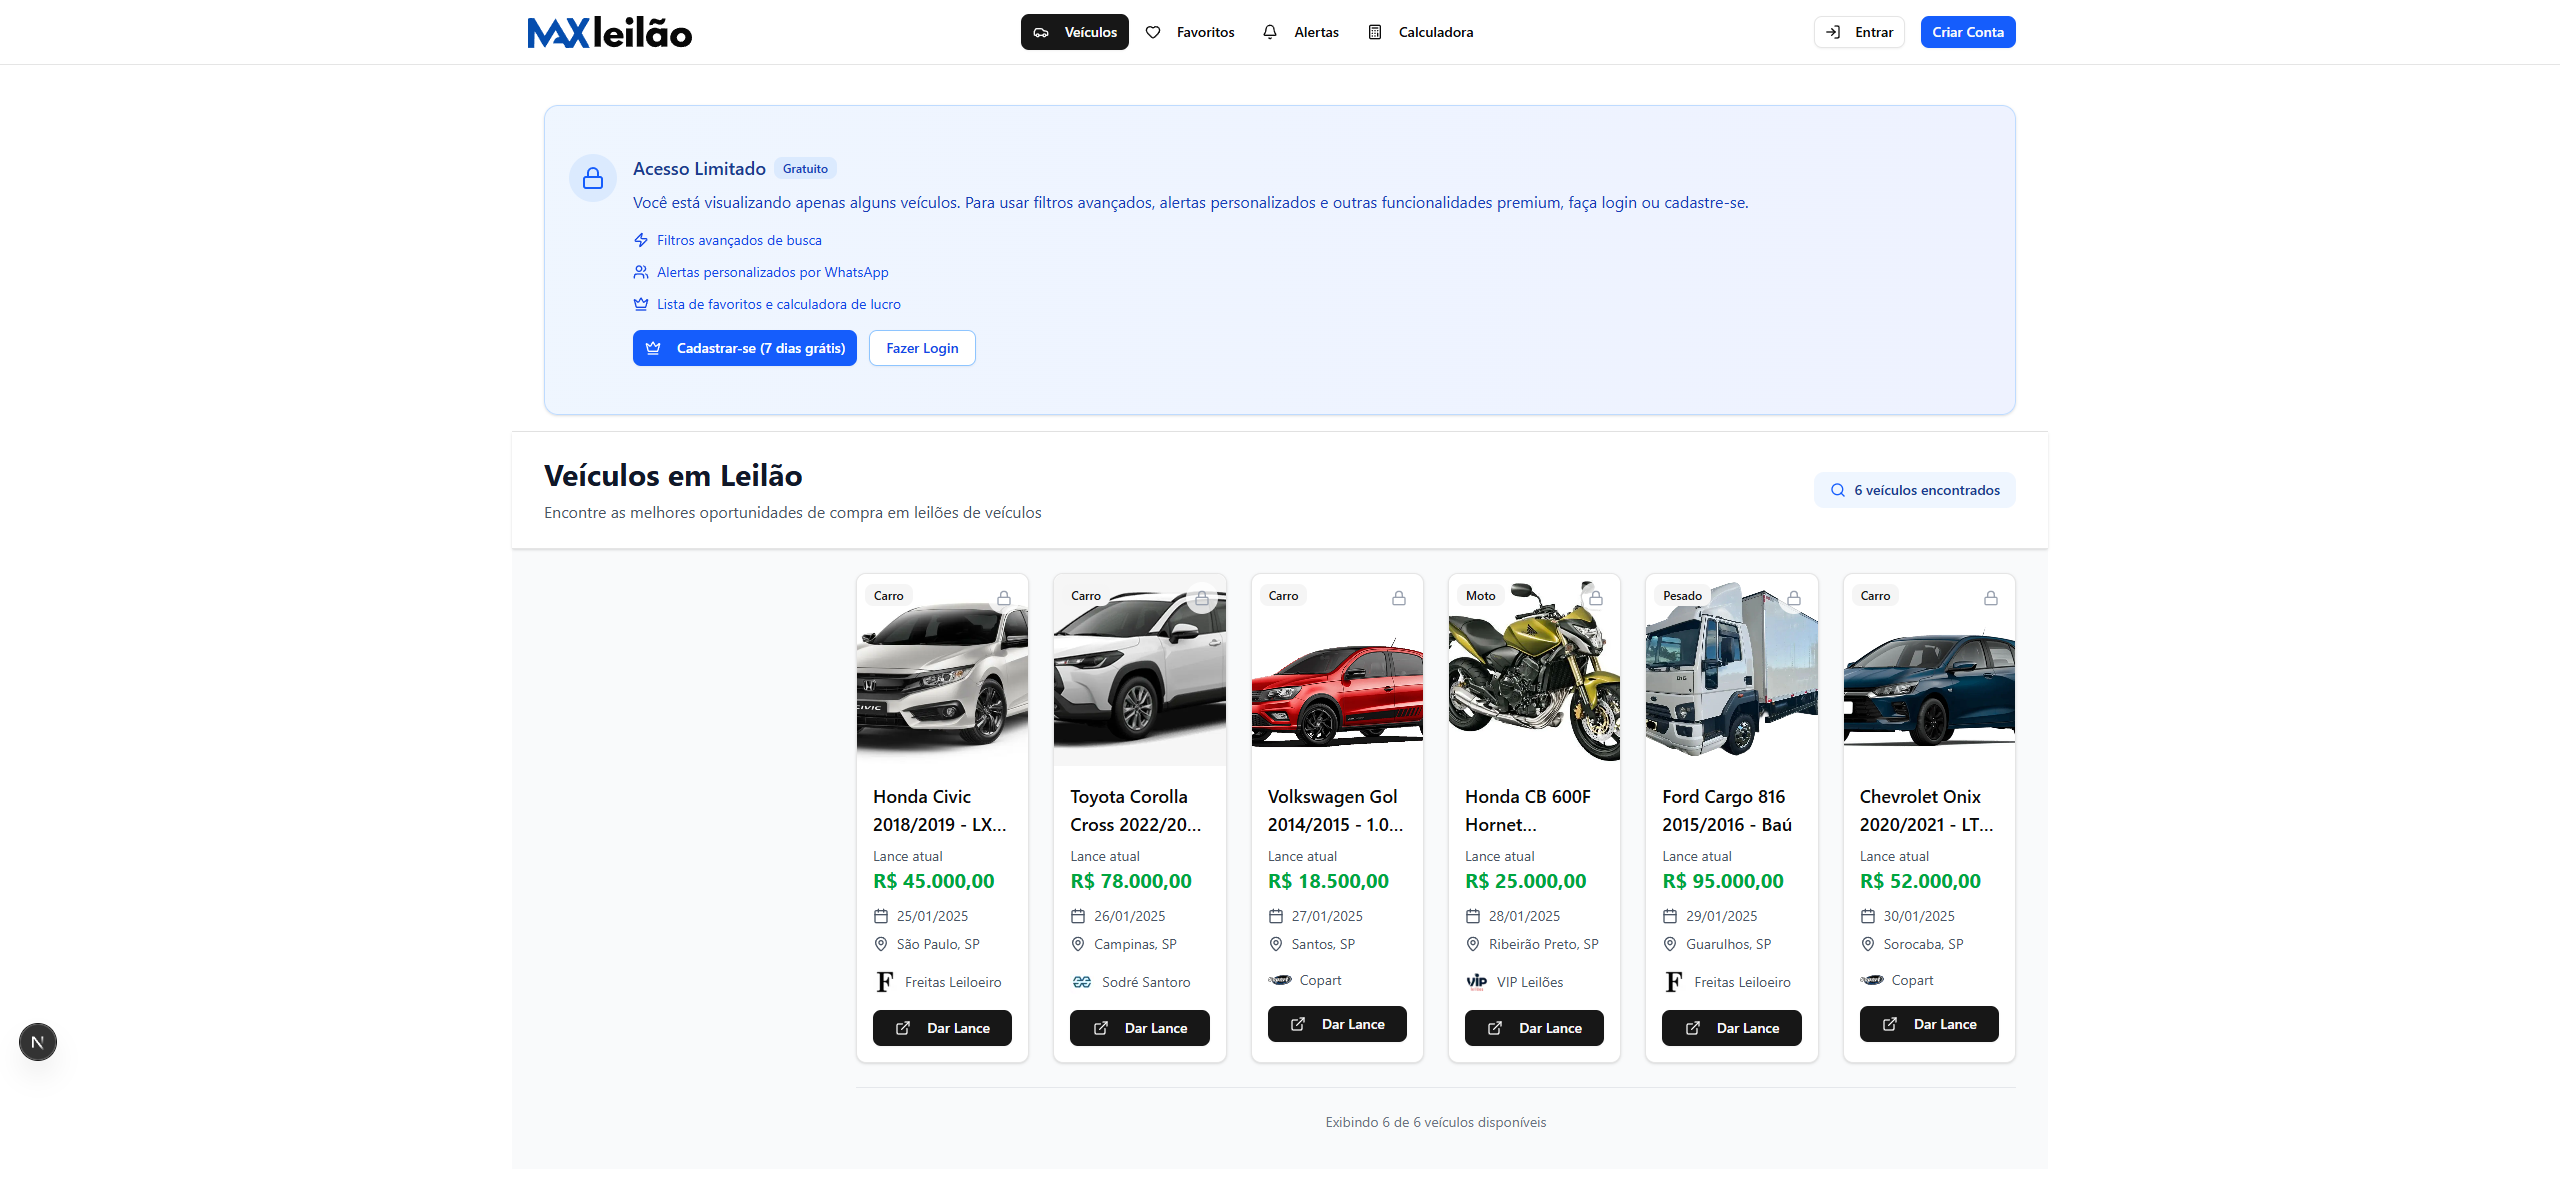 MAXleilão
Veículos
Favoritos
Alertas
Calculadora
Entrar
Criar Conta
Acesso Limitado
Gratuito
Você está visualizando apenas alguns veículos. Para usar filtros avançados, alertas personalizados e outras funcionalidades premium, faça login ou cadastre-se.
Filtros avançados de busca
Alertas personalizados por WhatsApp
Lista de favoritos e calculadora de lucro
Cadastrar-se (7 dias grátis)
Fazer Login
Veículos em Leilão
Encontre as melhores oportunidades de compra em leilões de veículos
6 veículos encontrados
Carro
CIVIC
Honda Civic
2018/2019 - LX...
Lance atual
R$ 45.000,00
25/01/2025
São Paulo, SP
F
Freitas Leiloeiro
Dar Lance
Carro
Toyota Corolla
Cross 2022/20...
Lance atual
R$ 78.000,00
26/01/2025
Campinas, SP
Sodré Santoro
Dar Lance
Carro
Volkswagen Gol
2014/2015 - 1.0...
Lance atual
R$ 18.500,00
27/01/2025
Santos, SP
Copart
Copart
Dar Lance
Moto
Honda CB 600F
Hornet...
Lance atual
R$ 25.000,00
28/01/2025
Ribeirão Preto, SP
VIP
VIP Leilões
Dar Lance
Pesado
Ford Cargo 816
2015/2016 - Baú
Lance atual
R$ 95.000,00
29/01/2025
Guarulhos, SP
F
Freitas Leiloeiro
Dar Lance
Carro
Chevrolet Onix
2020/2021 - LT...
Lance atual
R$ 52.000,00
30/01/2025
Sorocaba, SP
Copart
Copart
Dar Lance
Exibindo 6 de 6 veículos disponíveis
N